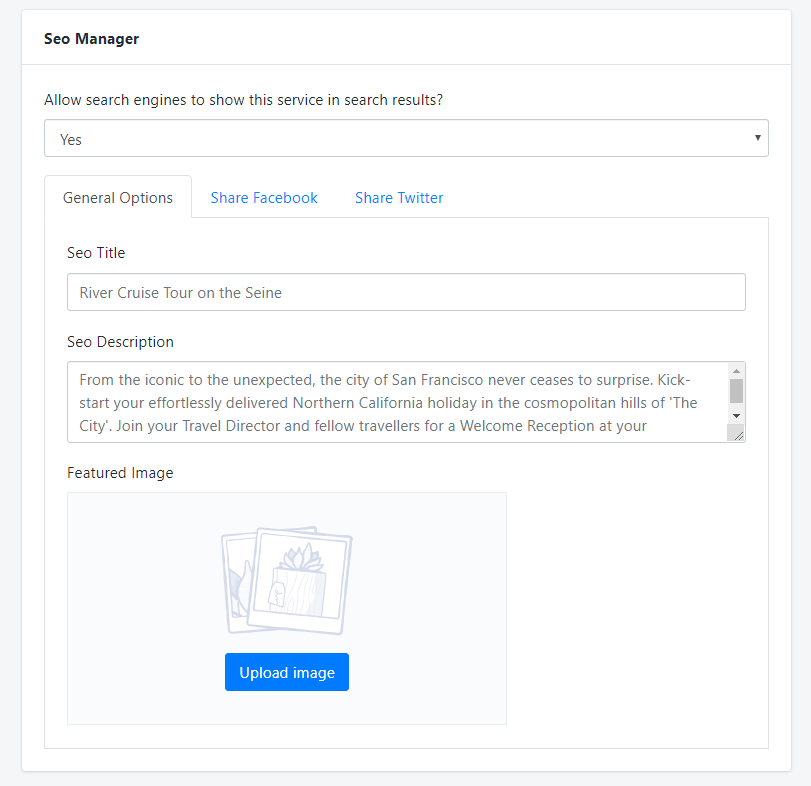 Seo Manager
Allow search engines to show this service in search results?
Yes
General Options Share Facebook Share Twitter
Seo Title
River Cruise Tour on the Seine
Seo Description
From the iconic to the unexpected, the city of San Francisco never ceases to surprise. Kick-
start your effortlessly delivered Northern California holiday in the cosmopolitan hills of 'The
City'. Join your Travel Director and fellow travellers for a Welcome Reception at your
Featured Image
Upload image